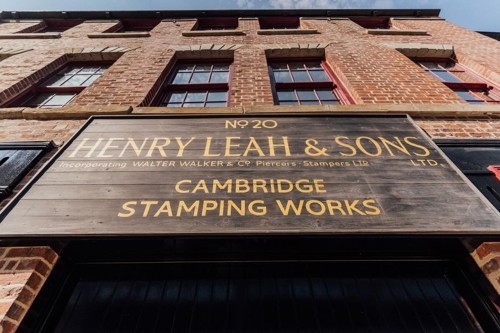 No 20
HENRY LEAH & SONS LTD.
Incorporating WALTER WALKER & Co Piercers - Stampers LTD
CAMBRIDGE
STAMPING WORKS